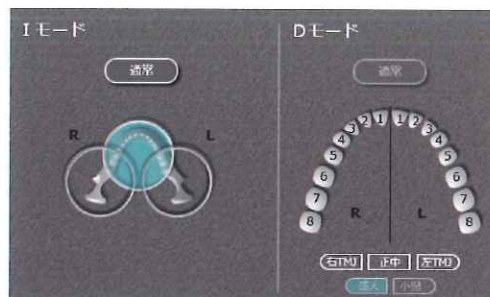 Iモード
通常
R L
Dモード
通常
3 2 1 1 2 3
4 4
5 5
6 6
7 7
8 8
R L
右TMJ 正中 左TMJ
成人 小児